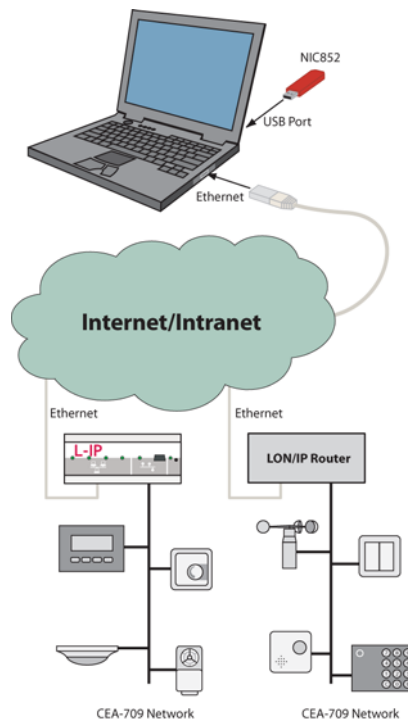 NIC852
USB Port
Ethernet
Internet/Intranet
Ethernet
Ethernet
L-IP
LON/IP Router
CEA-709 Network
CEA-709 Network